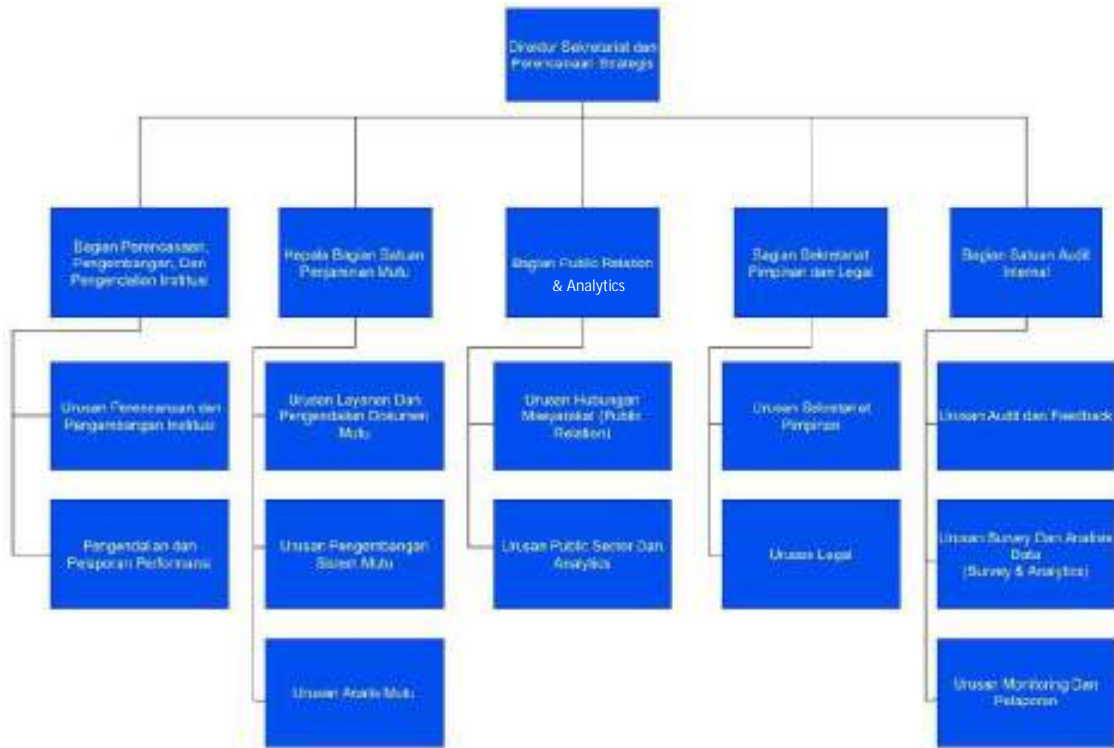 Direktur Sekretariat dan
Perencanaan Strategis
Bagian Perencanaan,
Pengembangan, Dan
Pengendalian Institusi
Kepala Bagian Satuan
Penjaminan Mutu
Bagian Public Relation
& Analytics
Bagian Sekretariat
Pimpinan dan Legal
Bagian Satuan Audit
Internal
Urusan Perencanaan dan
Pengembangan Institusi
Urusan Layanan Dan
Pengendalian Dokumen
Mutu
Urusan Hubungan
Masyarakat (Public
Relation)
Urusan Sekretariat
Pimpinan
Urusan Audit dan Feedback
Pengendalian dan
Pelaporan Performansi
Urusan Pengembangan
Sistem Mutu
Urusan Public Sector Dan
Analytics
Urusan Legal
Urusan Survey Dan Analisis
Data
(Survey & Analytics)
Urusan Mutu
Urusan Monitoring Dan
Pelaporan